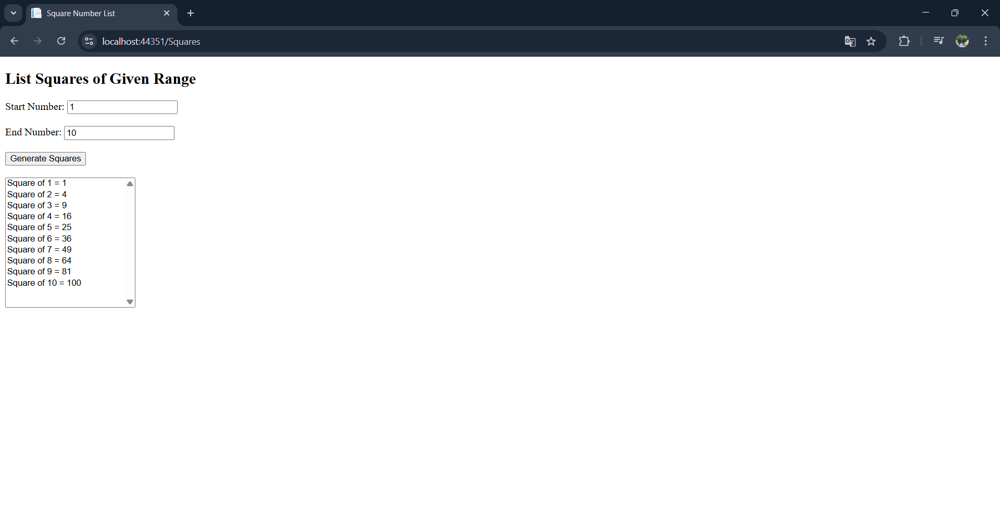 Square Number List
localhost:44351/Squares
List Squares of Given Range
Start Number: 1
End Number: 10
Generate Squares
Square of 1 = 1
Square of 2 = 4
Square of 3 = 9
Square of 4 = 16
Square of 5 = 25
Square of 6 = 36
Square of 7 = 49
Square of 8 = 64
Square of 9 = 81
Square of 10 = 100